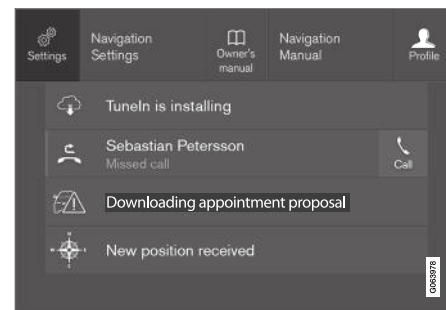 Settings
Navigation
Settings
Owner's
manual
Navigation
Manual
Profile
TuneIn is installing
Sebastian Petersson
Missed call
Call
Downloading appointment proposal
New position received
G063978